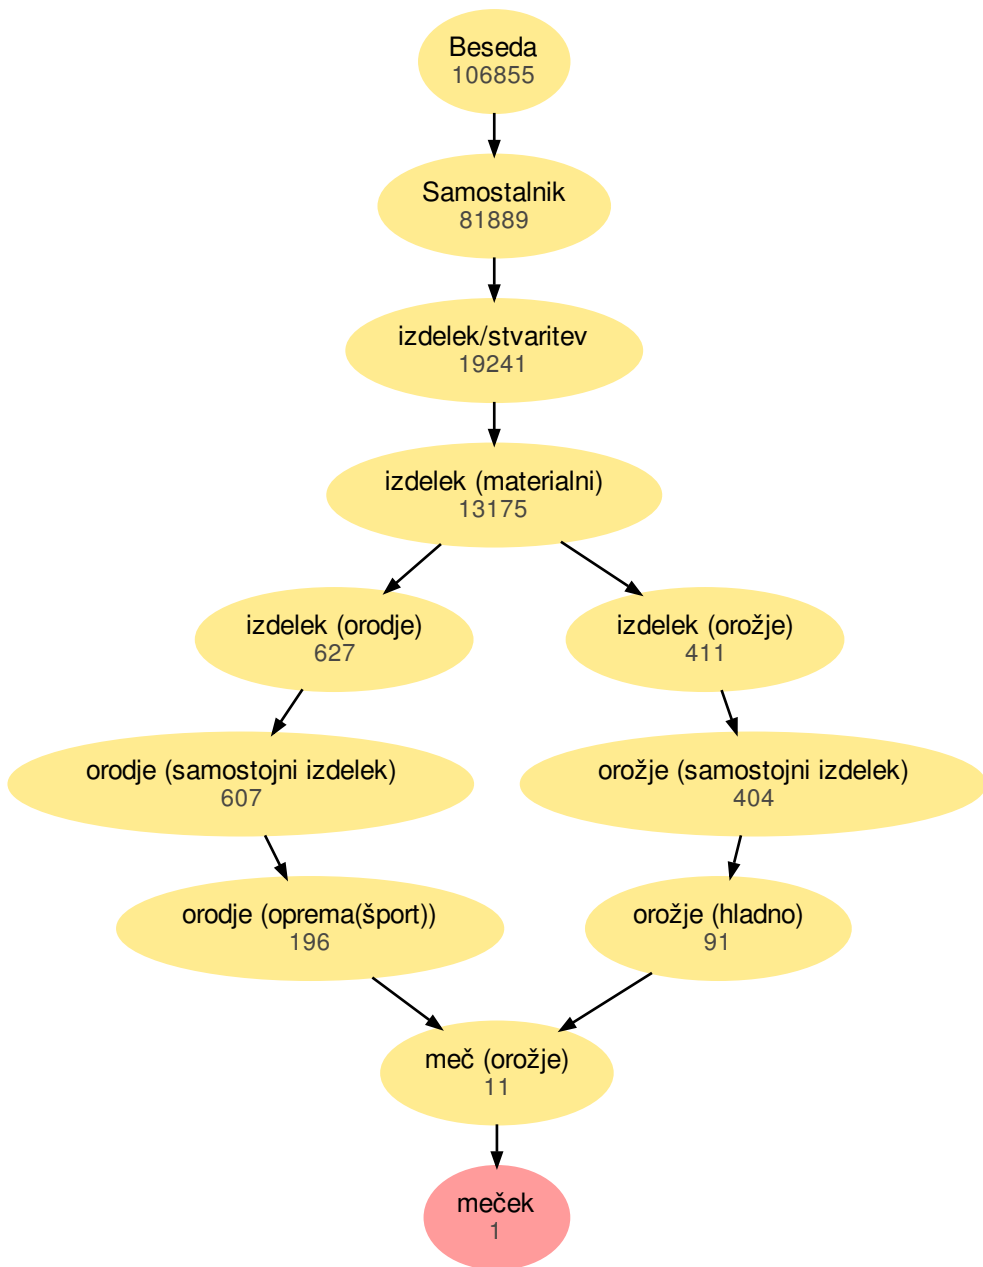 Beseda
106855
Samostalnik
81889
izdelek/stvaritev
19241
izdelek (materialni)
13175
izdelek (orodje)
627
izdelek (orožje)
411
orodje (samostojni izdelek)
607
orožje (samostojni izdelek)
404
orodje (oprema(šport))
196
orožje (hladno)
91
meč (orožje)
11
meček
1